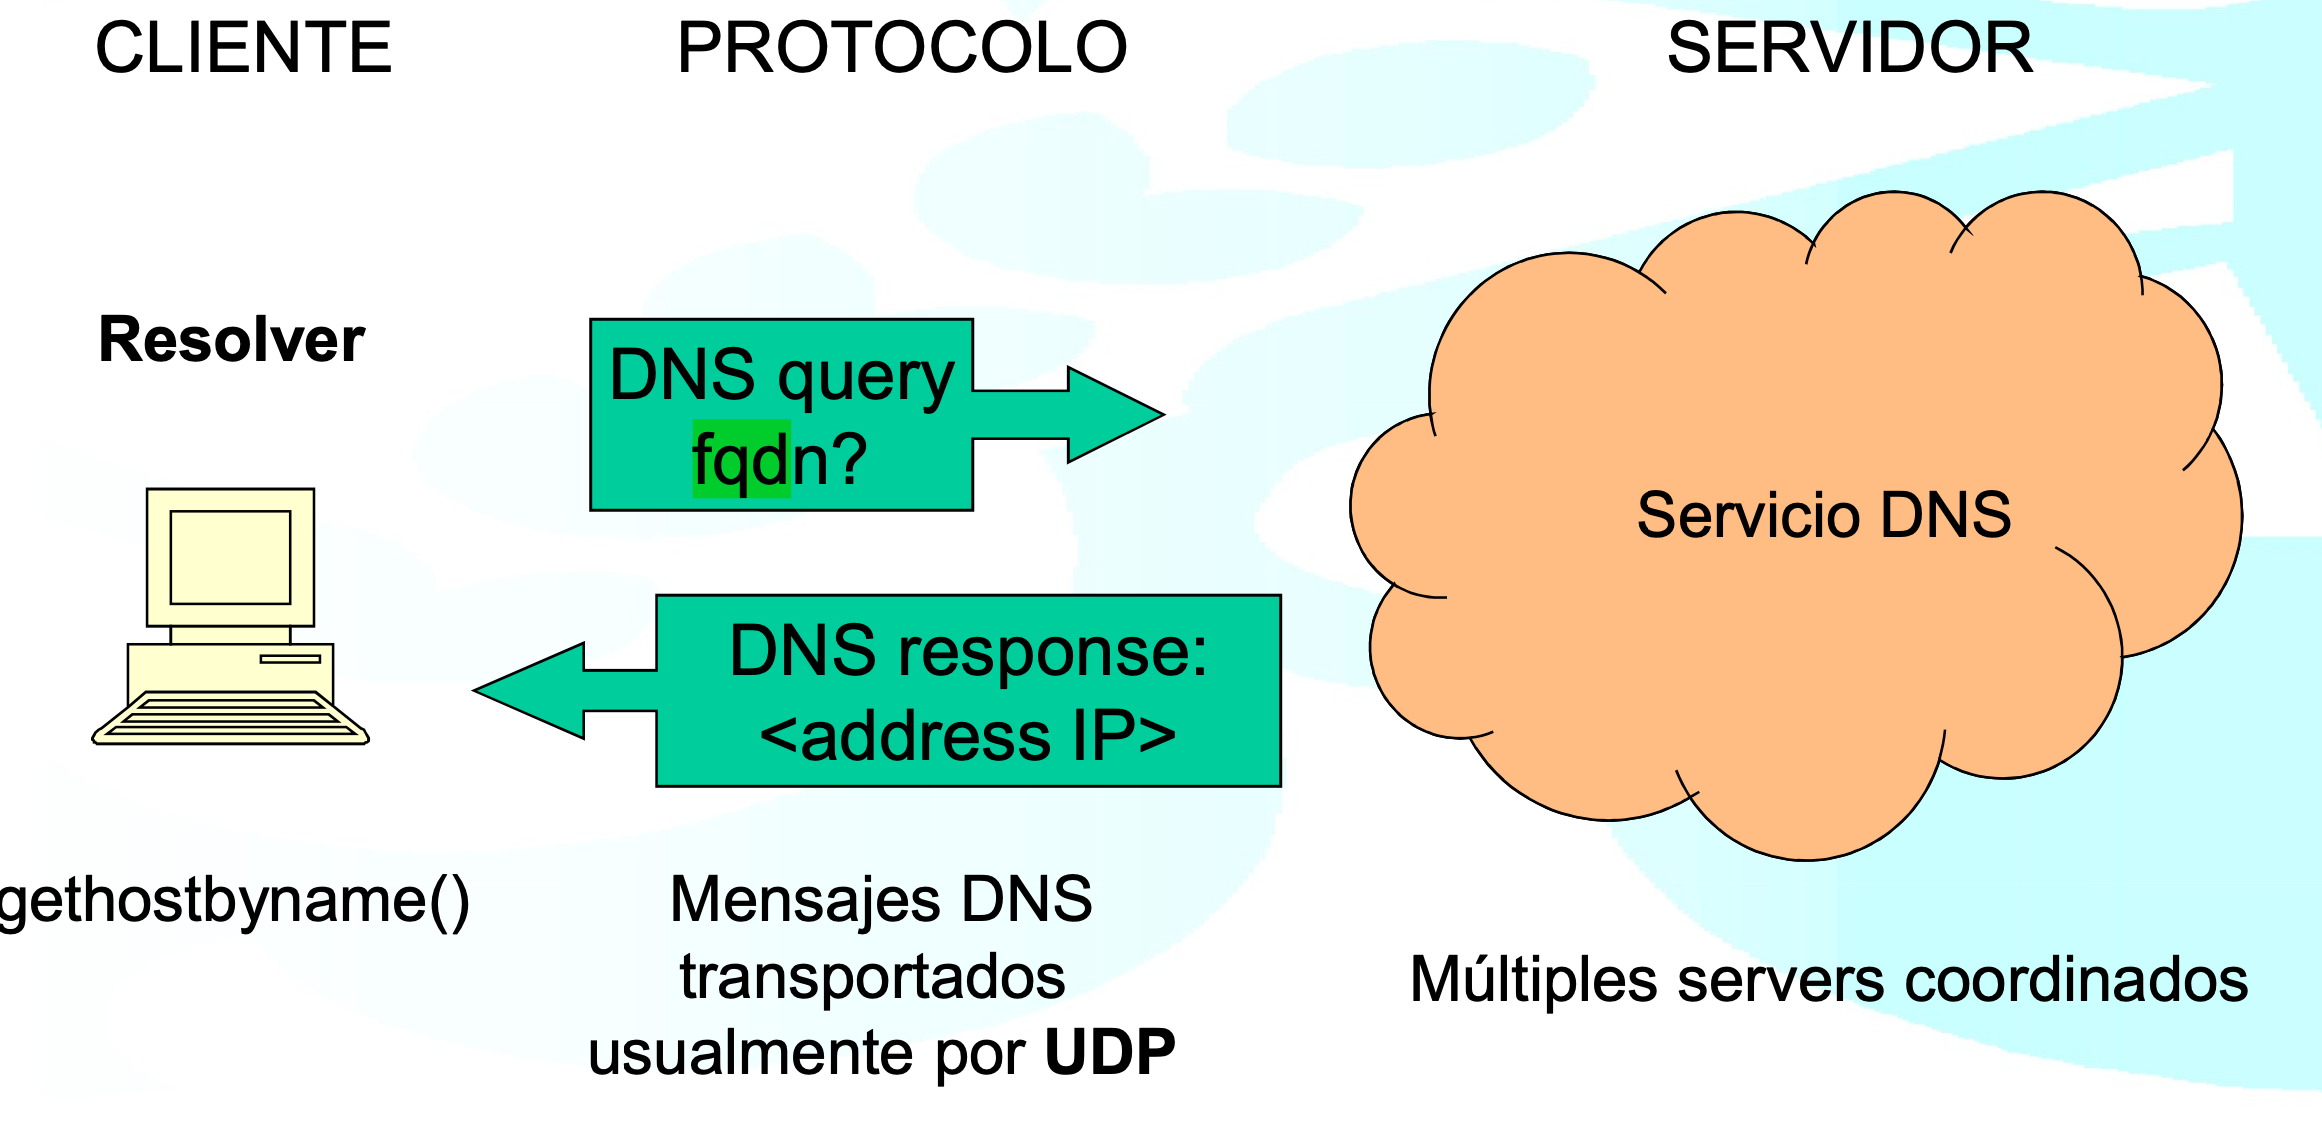 CLIENTE
PROTOCOLO
SERVIDOR
Resolver
DNS query
fqdn?
Servicio DNS
DNS response:
<address IP>
gethostbyname()
Mensajes DNS
transportados
usualmente por UDP
Múltiples servers coordinados